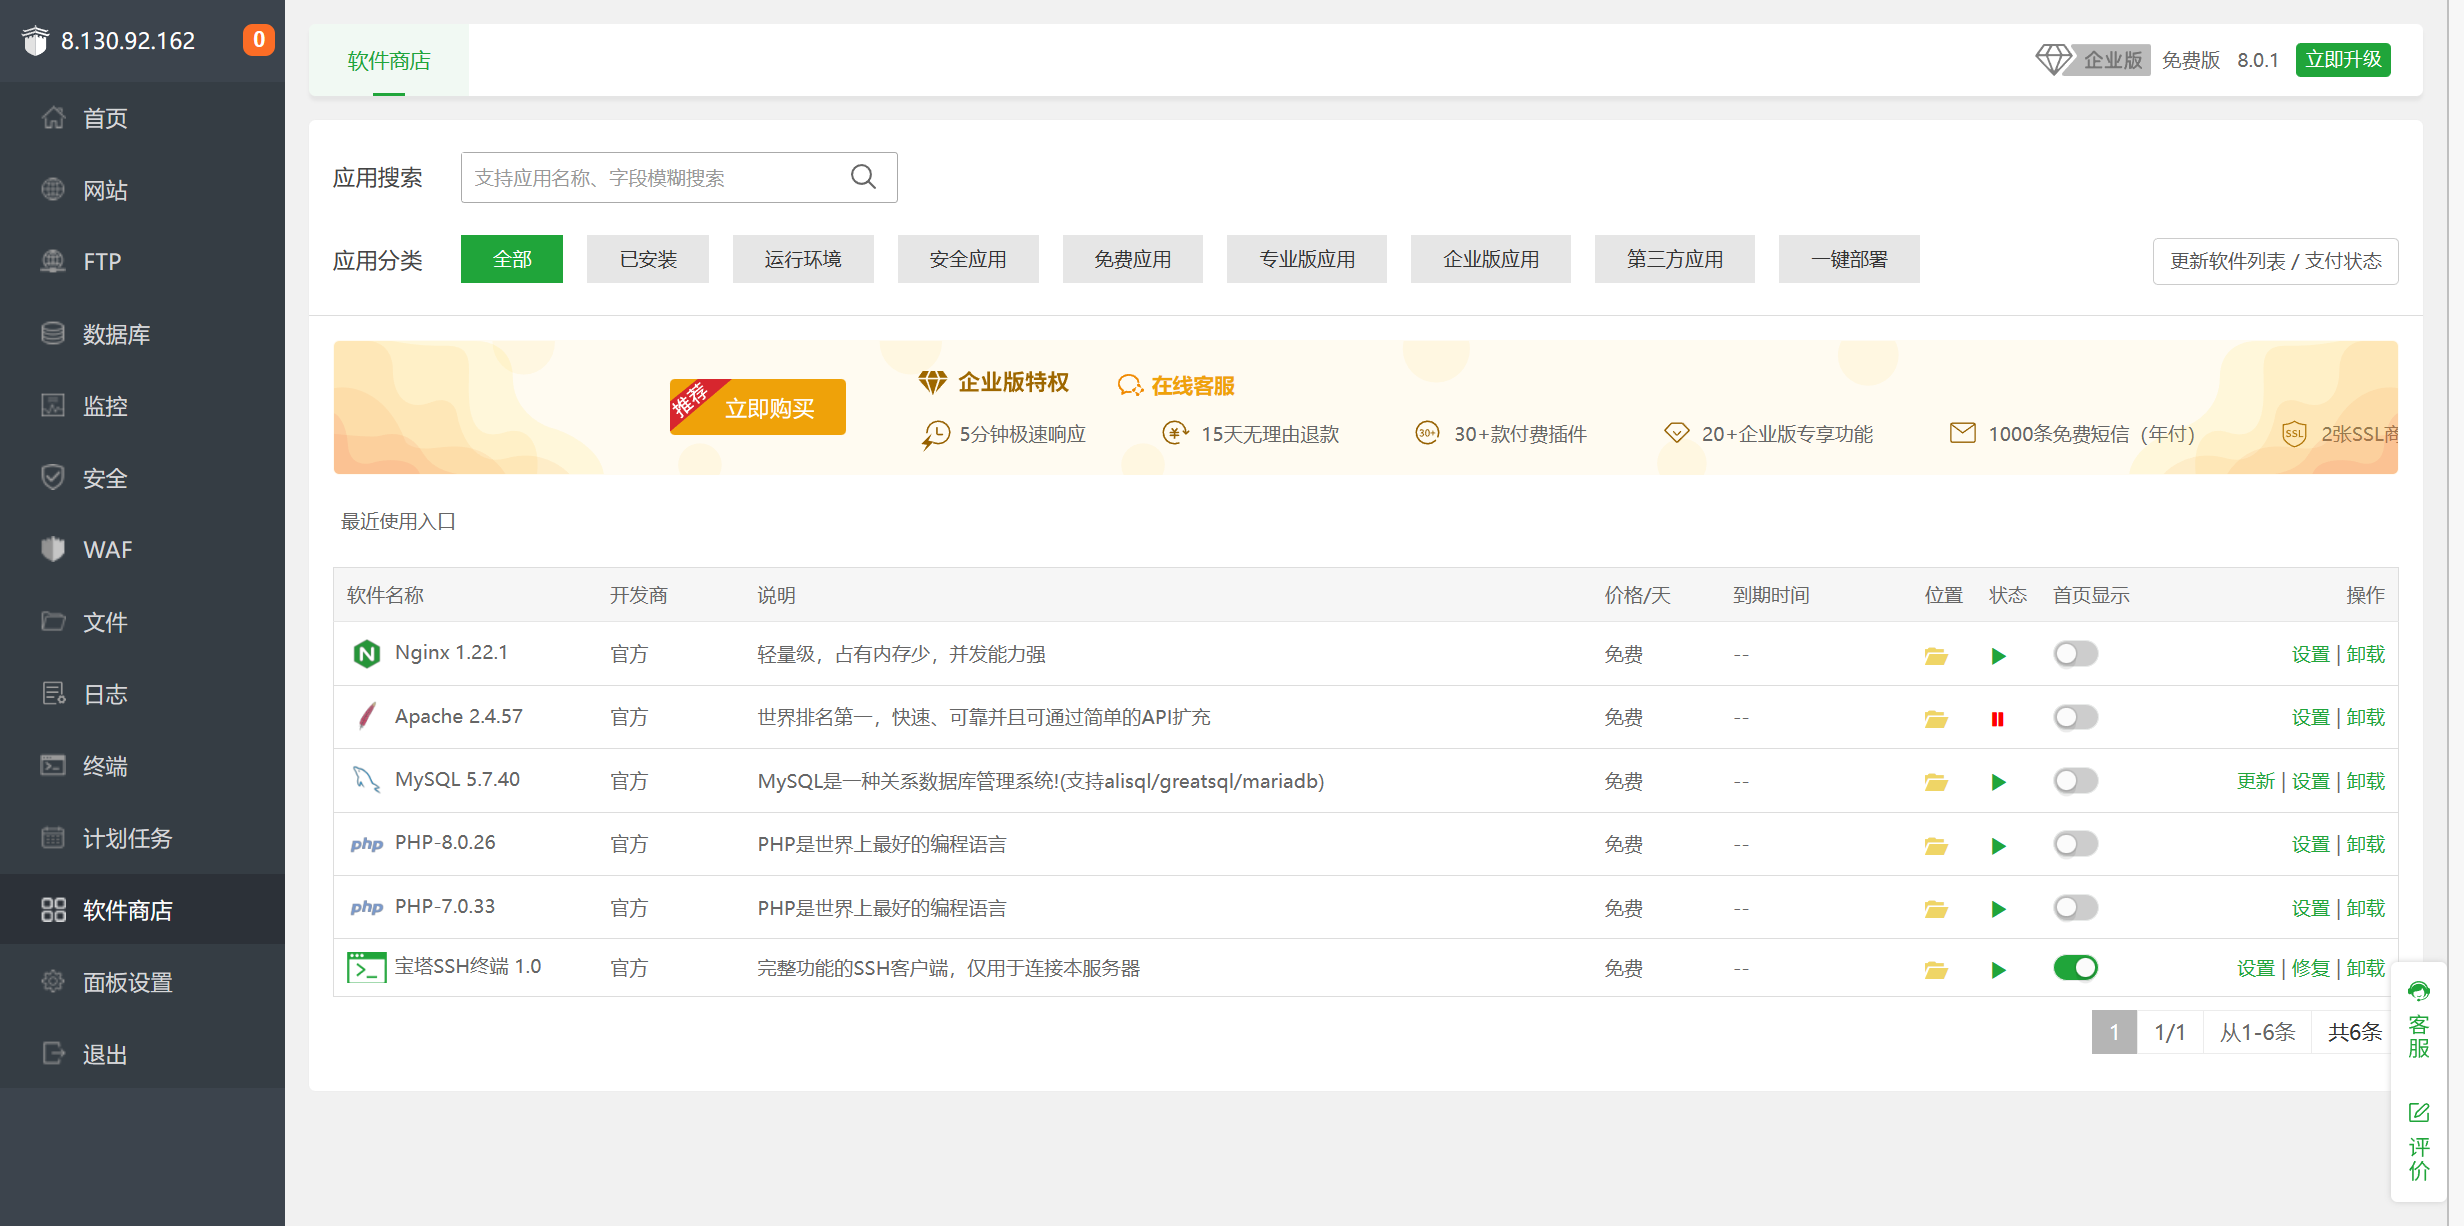 8.130.92.162 0
首页
网站
FTP
数据库
监控
安全
WAF
文件
日志
终端
计划任务
软件商店
面板设置
退出
软件商店
企业版 免费版 8.0.1 立即升级
应用搜索 支持应用名称、字段模糊搜索
应用分类 全部 已安装 运行环境 安全应用 免费应用 专业版应用 企业版应用 第三方应用 一键部署 更新软件列表 / 支付状态
推荐 立即购买
企业版特权 在线客服
5分钟极速响应 15天无理由退款 30+ 30+款付费插件 20+企业版专享功能 1000条免费短信（年付） SSL 2张SSL商
最近使用入口
软件名称 开发商 说明 价格/天 到期时间 位置 状态 首页显示 操作
Nginx 1.22.1 官方 轻量级，占有内存少，并发能力强 免费 -- 设置 | 卸载
Apache 2.4.57 官方 世界排名第一，快速、可靠并且可通过简单的API扩充 免费 -- 设置 | 卸载
MySQL 5.7.40 官方 MySQL是一种关系数据库管理系统!(支持alisql/greatsql/mariadb) 免费 -- 更新 | 设置 | 卸载
php PHP-8.0.26 官方 PHP是世界上最好的编程语言 免费 -- 设置 | 卸载
php PHP-7.0.33 官方 PHP是世界上最好的编程语言 免费 -- 设置 | 卸载
宝塔SSH终端 1.0 官方 完整功能的SSH客户端，仅用于连接本服务器 免费 -- 设置 | 修复 | 卸载
1 1/1 从1-6条 共6条
客服
评价